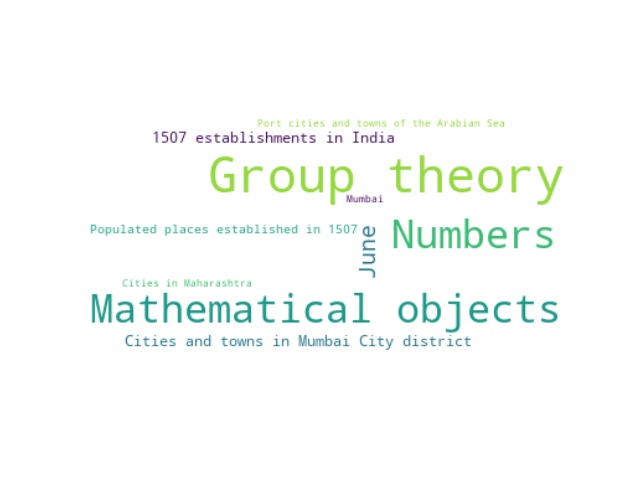 Port cities and towns of the Arabian Sea
1507 establishments in India
Group theory
Mumbai
Populated places established in 1507
June
Numbers
Cities in Maharashtra
Mathematical objects
Cities and towns in Mumbai City district